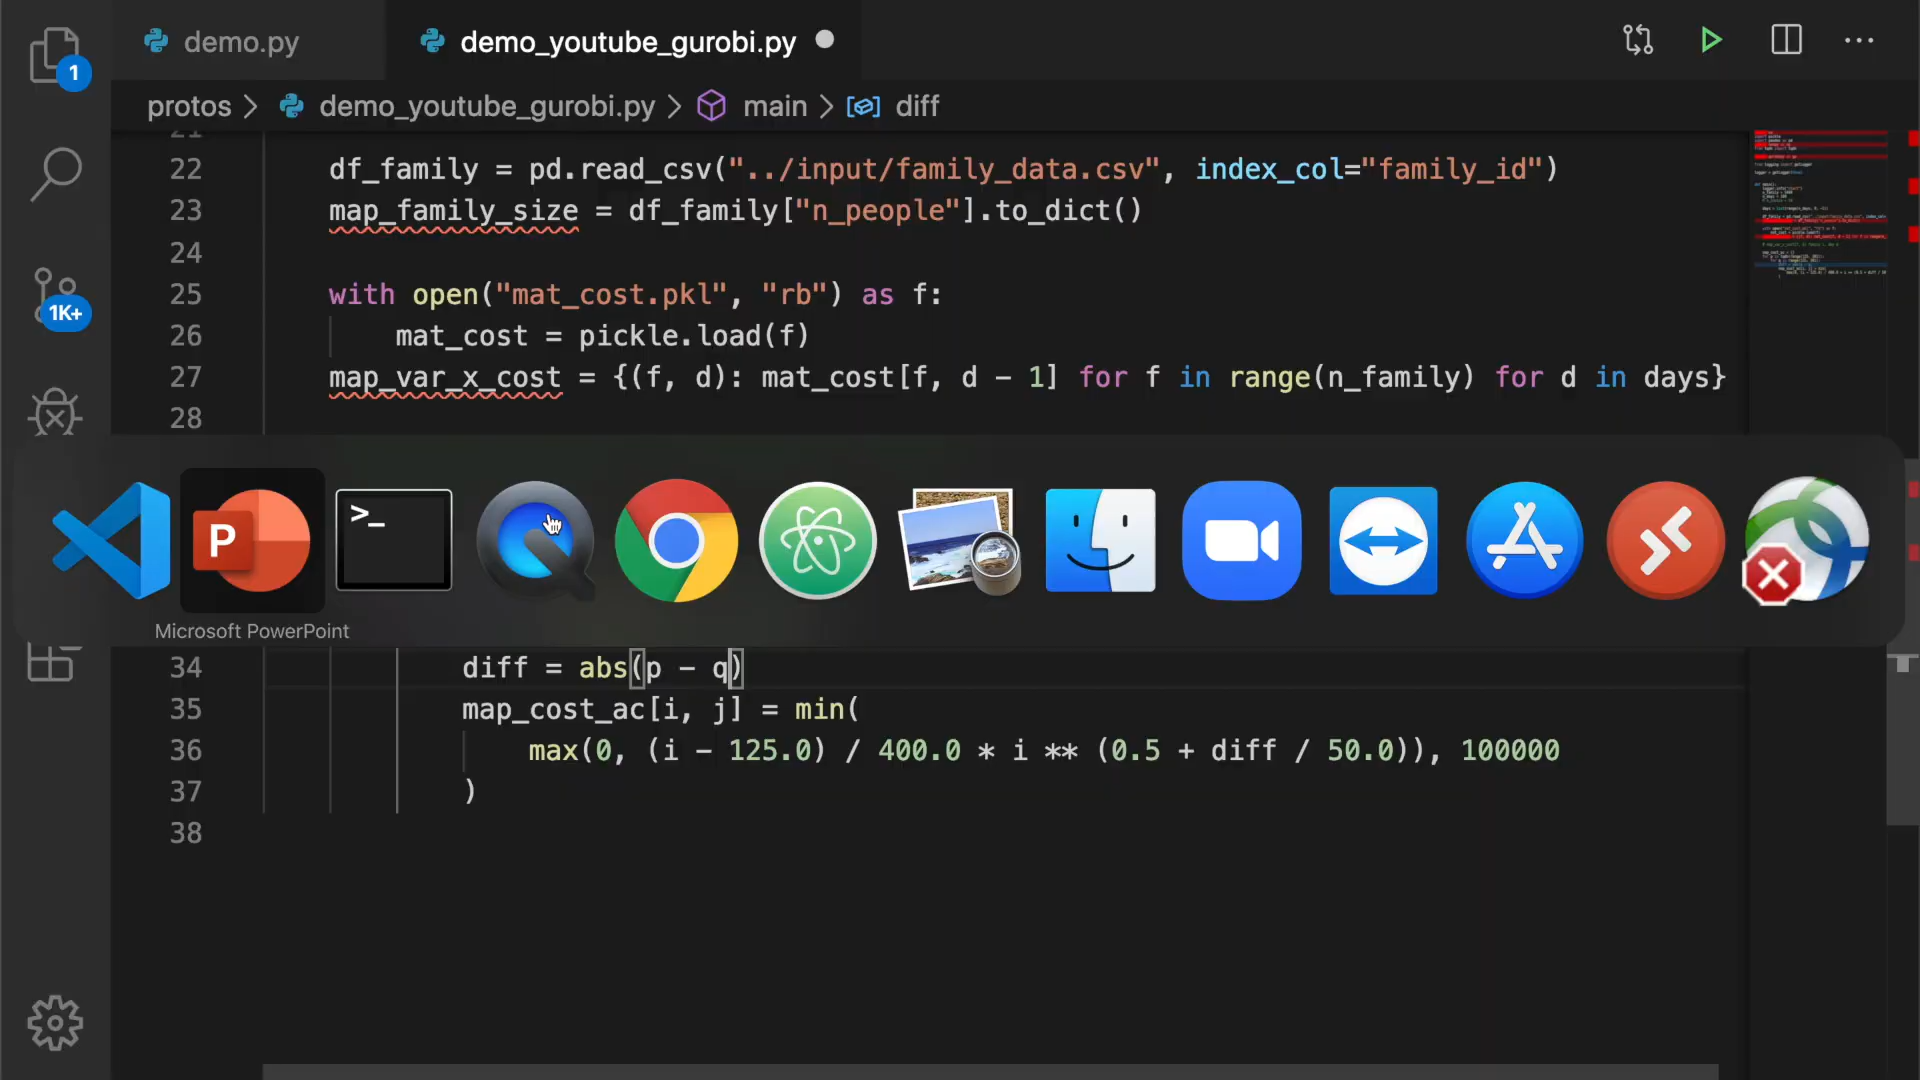 demo.py
demo_youtube_gurobi.py
1
protos > demo_youtube_gurobi.py > main > diff
22 df_family = pd.read_csv("../input/family_data.csv", index_col="family_id")
23 map_family_size = df_family["n_people"].to_dict()
24
25 with open("mat_cost.pkl", "rb") as f:
1K+
26 mat_cost = pickle.load(f)
27 map_var_x_cost = {(f, d): mat_cost[f, d - 1] for f in range(n_family) for d in days}
28
P
>_
Microsoft PowerPoint
34 diff = abs(p - q)
35 map_cost_ac[i, j] = min(
36 max(0, (i - 125.0) / 400.0 * i ** (0.5 + diff / 50.0)), 100000
37 )
38